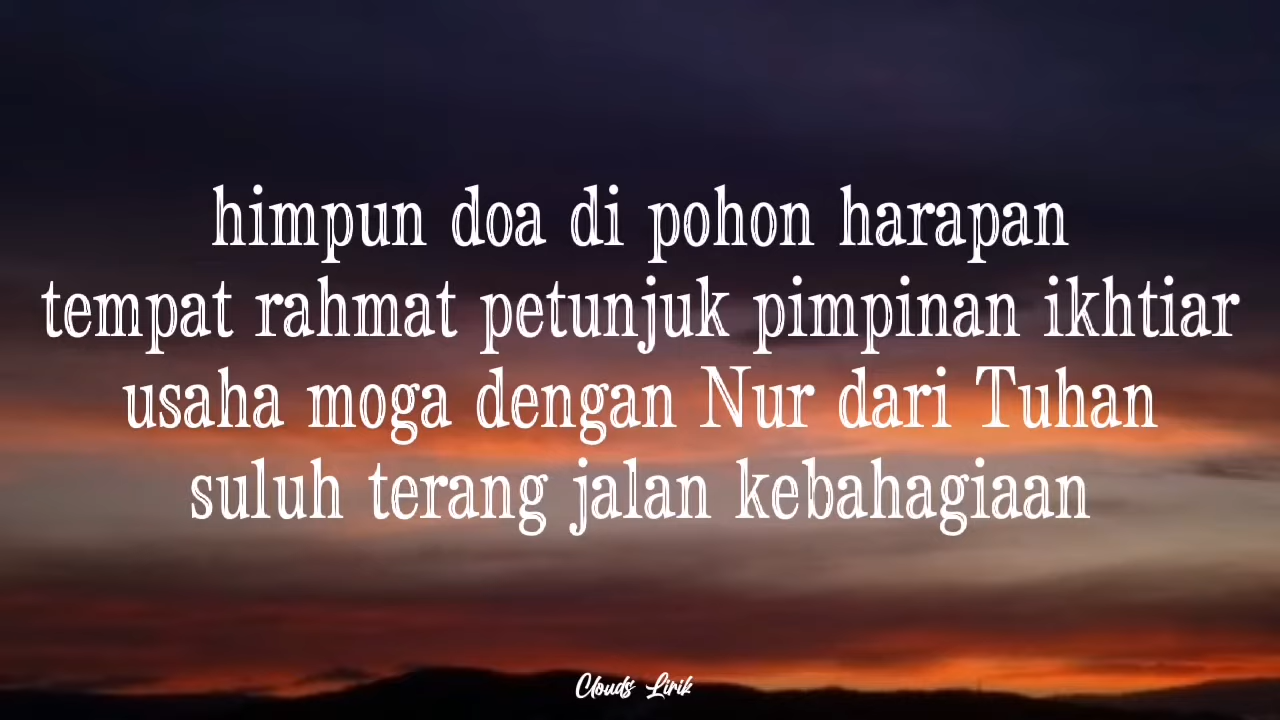 himpun doa di pohon harapan
tempat rahmat petunjuk pimpinan ikhtiar
usaha moga dengan Nur dari Tuhan
suluh terang jalan kebahagiaan
Clouds Lirik